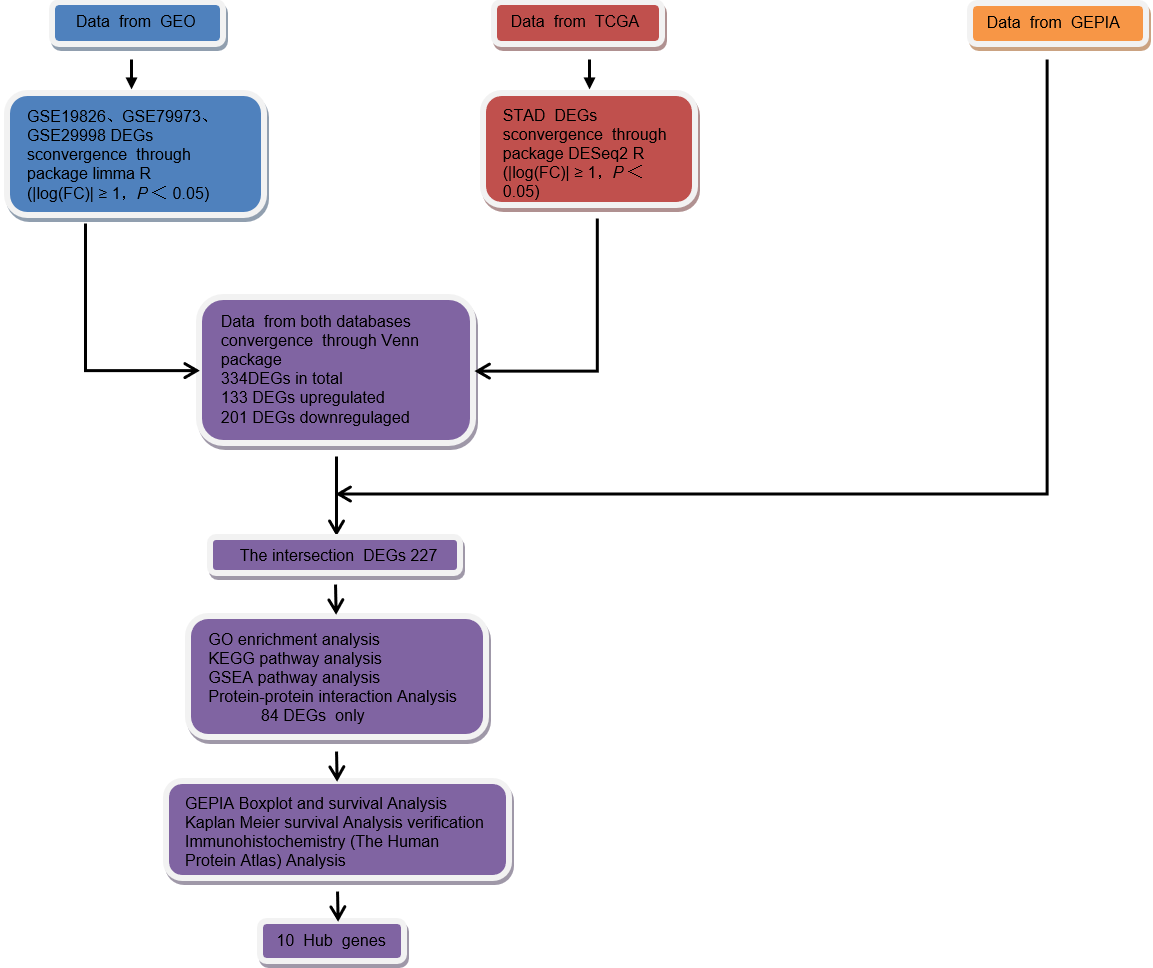 Data from GEO
Data from TCGA
Data from GEPIA
GSE19826、GSE79973、
GSE29998 DEGs
sconvergence through
package limma R
(|log(FC)| ≥ 1，P＜ 0.05)
STAD DEGs
sconvergence through
package DESeq2 R
(|log(FC)| ≥ 1，P＜
0.05)
Data from both databases
convergence through Venn
package
334DEGs in total
133 DEGs upregulated
201 DEGs downregulaged
The intersection DEGs 227
GO enrichment analysis
KEGG pathway analysis
GSEA pathway analysis
Protein-protein interaction Analysis
84 DEGs only
GEPIA Boxplot and survival Analysis
Kaplan Meier survival Analysis verification
Immunohistochemistry (The Human
Protein Atlas) Analysis
10 Hub genes